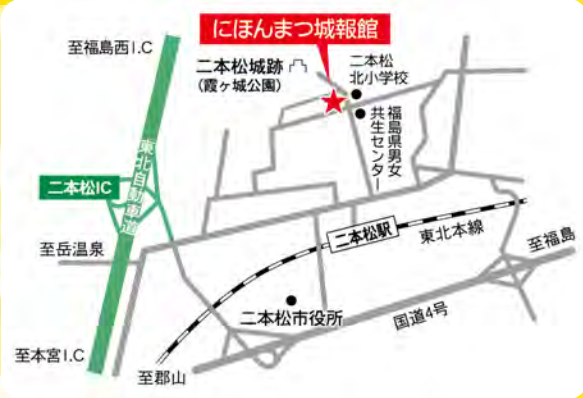 にほんまつ城報館
至福島西I.C
二本松城跡
(霞ヶ城公園)
二本松
北小学校
福島県男女
共生センター
東北自動車道
二本松IC
至岳温泉
二本松駅
東北本線
至福島
二本松市役所
国道4号
至本宮I.C
至郡山